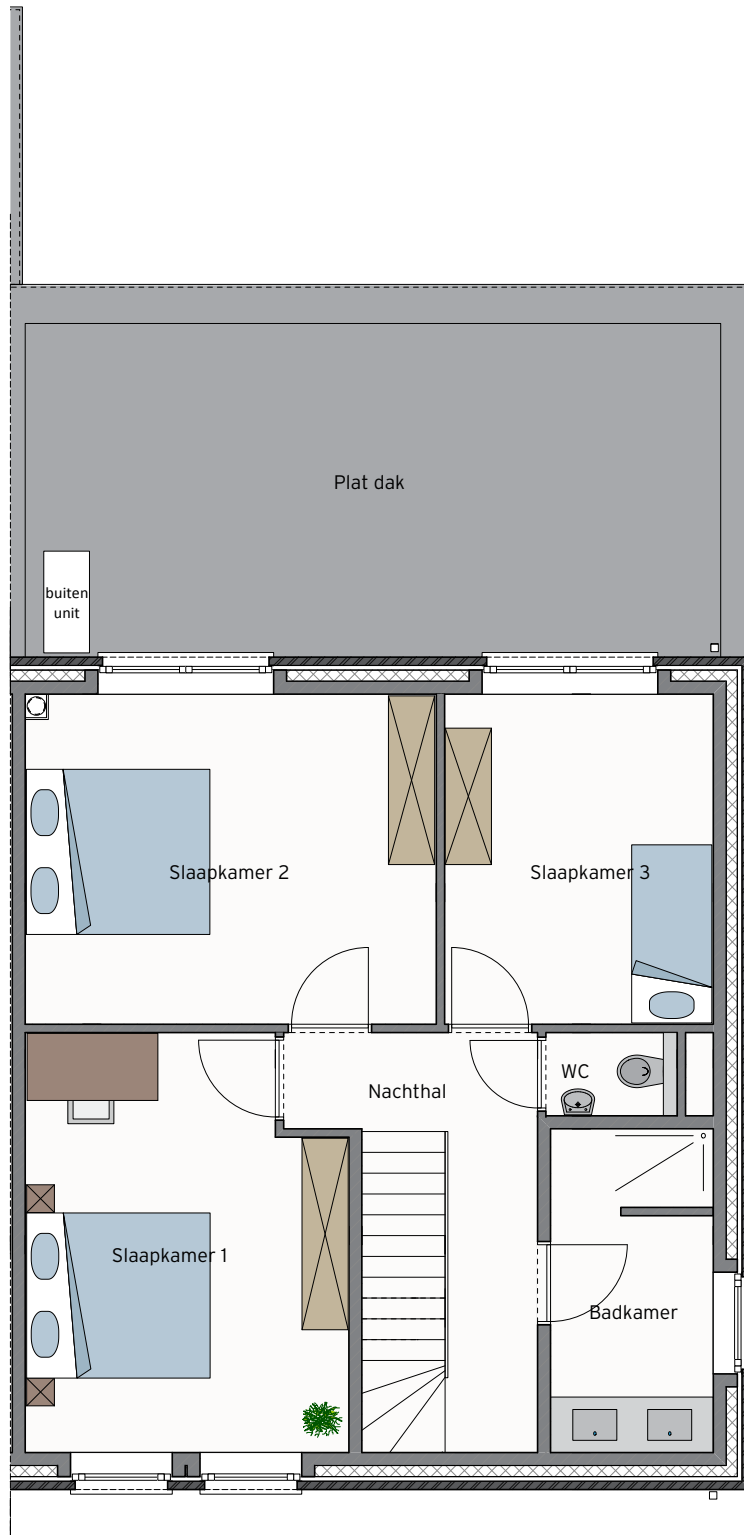 Plat dak
buiten
unit
Slaapkamer 2
Slaapkamer 3
WC
Nachthal
Slaapkamer 1
Badkamer